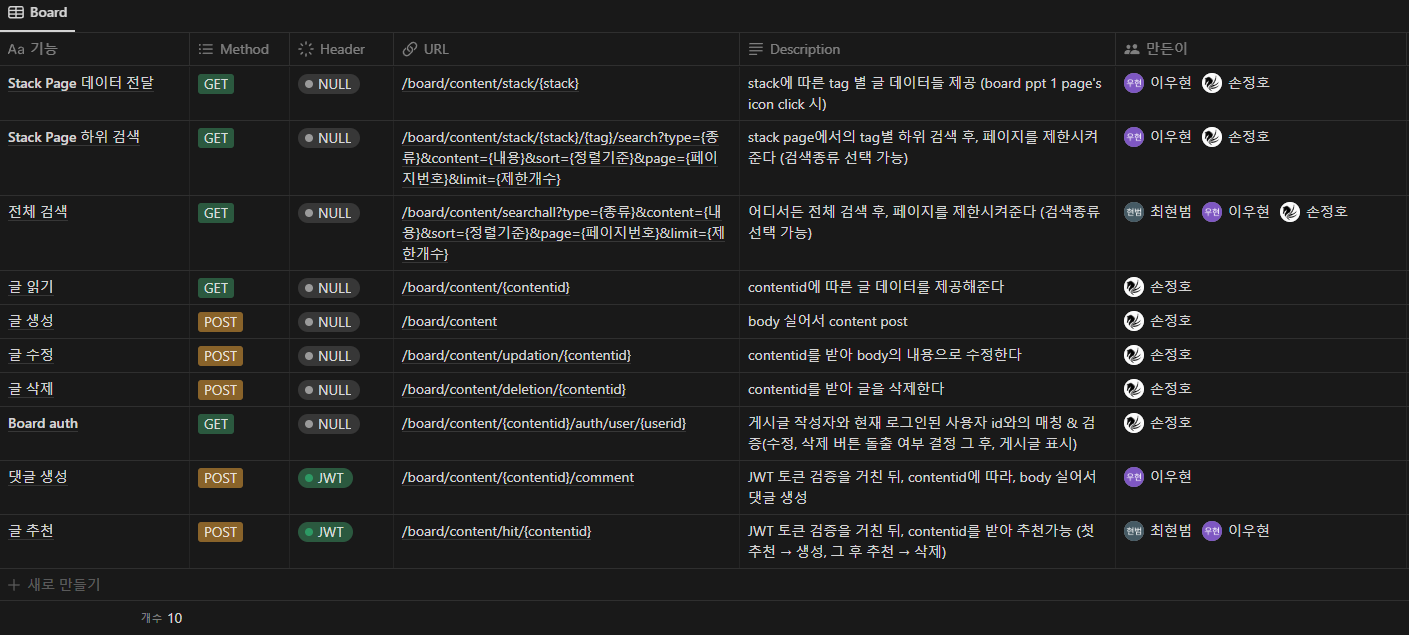 Board
Aa 기능 Method Header URL Description 만든이
Stack Page 데이터 전달 GET NULL /board/content/stack/{stack} stack에 따른 tag 별 글 데이터들 제공 (board ppt 1 page's 우현 이우현 손정호
icon click 시)
Stack Page 하위 검색 GET NULL /board/content/stack/{stack}/{tag}/search?type={종 stack page에서의 tag별 하위 검색 후, 페이지를 제한시켜 우현 이우현 손정호
류}&content={내용}&sort={정렬기준}&page={페이 준다 (검색종류 선택 가능)
지번호}&limit={제한개수}
전체 검색 GET NULL /board/content/searchall?type={종류}&content={내 어디서든 전체 검색 후, 페이지를 제한시켜준다 (검색종류 현범 최현범 우현 이우현 손정호
용}&sort={정렬기준}&page={페이지번호}&limit={제 선택 가능)
한개수}
글 읽기 GET NULL /board/content/{contentid} contentid에 따른 글 데이터를 제공해준다 손정호
글 생성 POST NULL /board/content body 실어서 content post 손정호
글 수정 POST NULL /board/content/updation/{contentid} contentid를 받아 body의 내용으로 수정한다 손정호
글 삭제 POST NULL /board/content/deletion/{contentid} contentid를 받아 글을 삭제한다 손정호
Board auth GET NULL /board/content/{contentid}/auth/user/{userid} 게시글 작성자와 현재 로그인된 사용자 id와의 매칭 & 검 손정호
증(수정, 삭제 버튼 돌출 여부 결정 그 후, 게시글 표시)
댓글 생성 POST JWT /board/content/{contentid}/comment JWT 토큰 검증을 거친 뒤, contentid에 따라, body 실어서 우현 이우현
댓글 생성
글 추천 POST JWT /board/content/hit/{contentid} JWT 토큰 검증을 거친 뒤, contentid를 받아 추천가능 (첫 현범 최현범 우현 이우현
추천 → 생성, 그 후 추천 → 삭제)
+ 새로 만들기
개수 10